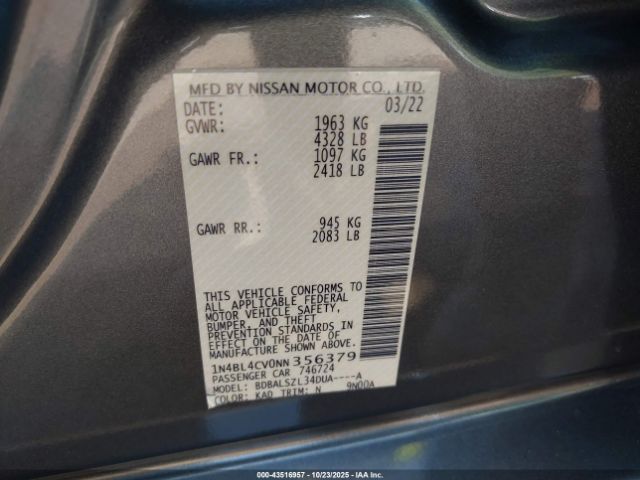 MFD BY NISSAN MOTOR CO., LTD.
DATE: 03/22
GVWR: 1963 KG
4328 LB
GAWR FR.: 1097 KG
2418 LB
GAWR RR.: 945 KG
2083 LB
THIS VEHICLE CONFORMS TO
ALL APPLICABLE FEDERAL
MOTOR VEHICLE SAFETY,
BUMPER, AND THEFT
PREVENTION STANDARDS IN
EFFECT ON THE DATE OF
MANUFACTURE SHOWN ABOVE.
1N4BL4CV0NN356379
PASSENGER CAR 746724
MODEL: BDBALSZL34DUA----A
COLOR: KAD TRIM: N 9N00A
000-43516957 - 10/23/2025 - IAAI.COM